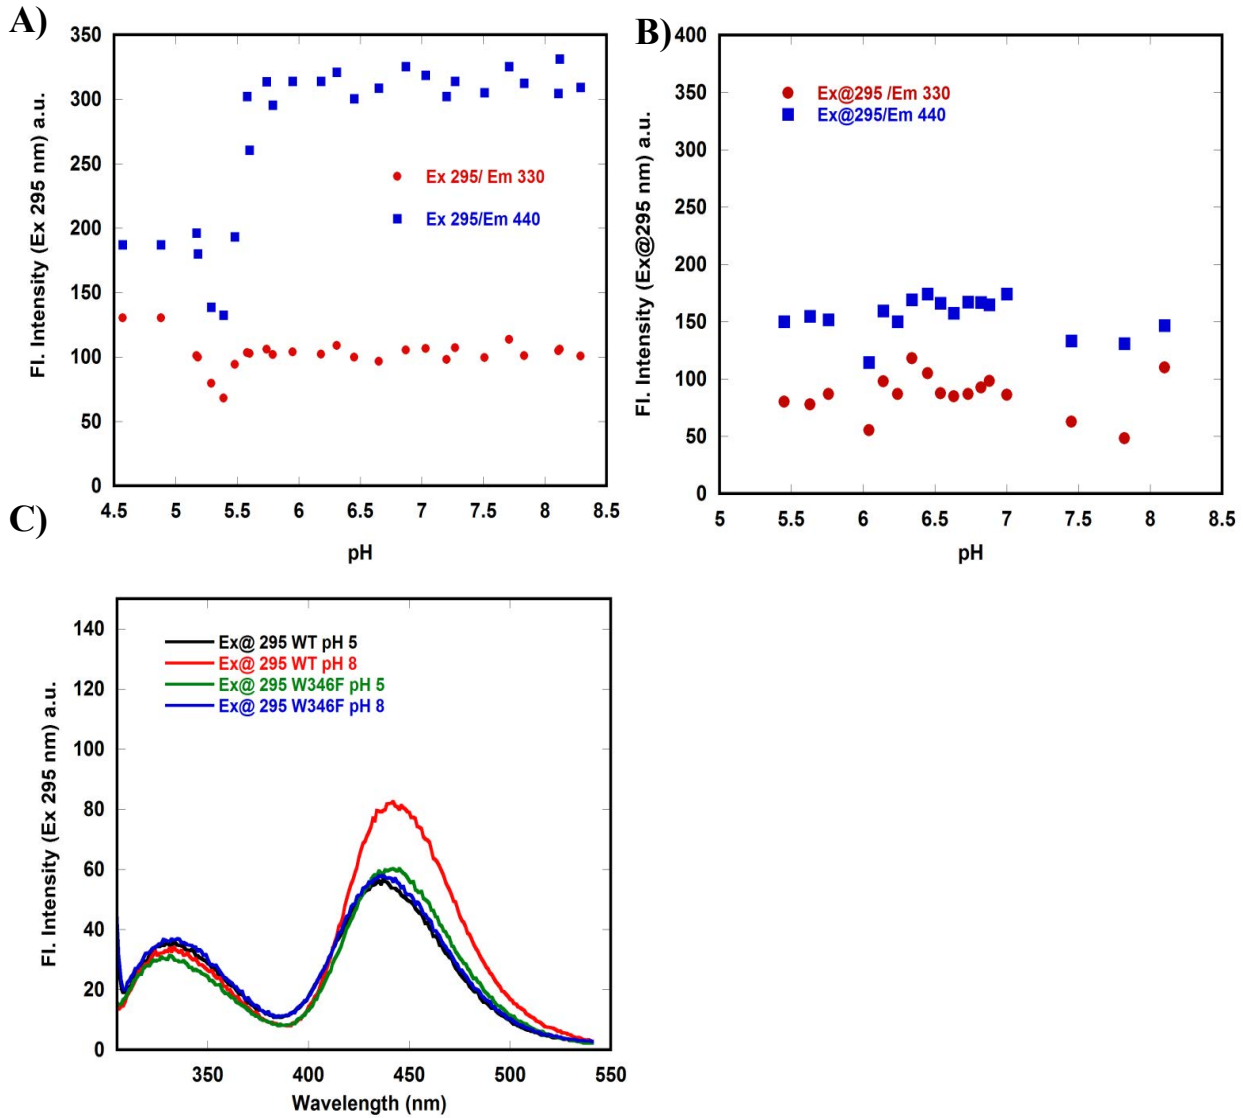 A)
350
300
250
200
150
100
50
0
Fl. Intensity (Ex 295 nm) a.u.
Ex 295/ Em 330
Ex 295/Em 440
4.5 5 5.5 6 6.5 7 7.5 8 8.5
pH
B)
400
350
300
250
200
150
100
50
0
Fl. Intensity (Ex@295 nm) a.u.
Ex@295 /Em 330
Ex@295/Em 440
5 5.5 6 6.5 7 7.5 8 8.5
pH
C)
140
120
100
80
60
40
20
0
Fl. Intensity (Ex 295 nm) a.u.
Ex@ 295 WT pH 5
Ex@ 295 WT pH 8
Ex@ 295 W346F pH 5
Ex@ 295 W346F pH 8
350 400 450 500 550
Wavelength (nm)